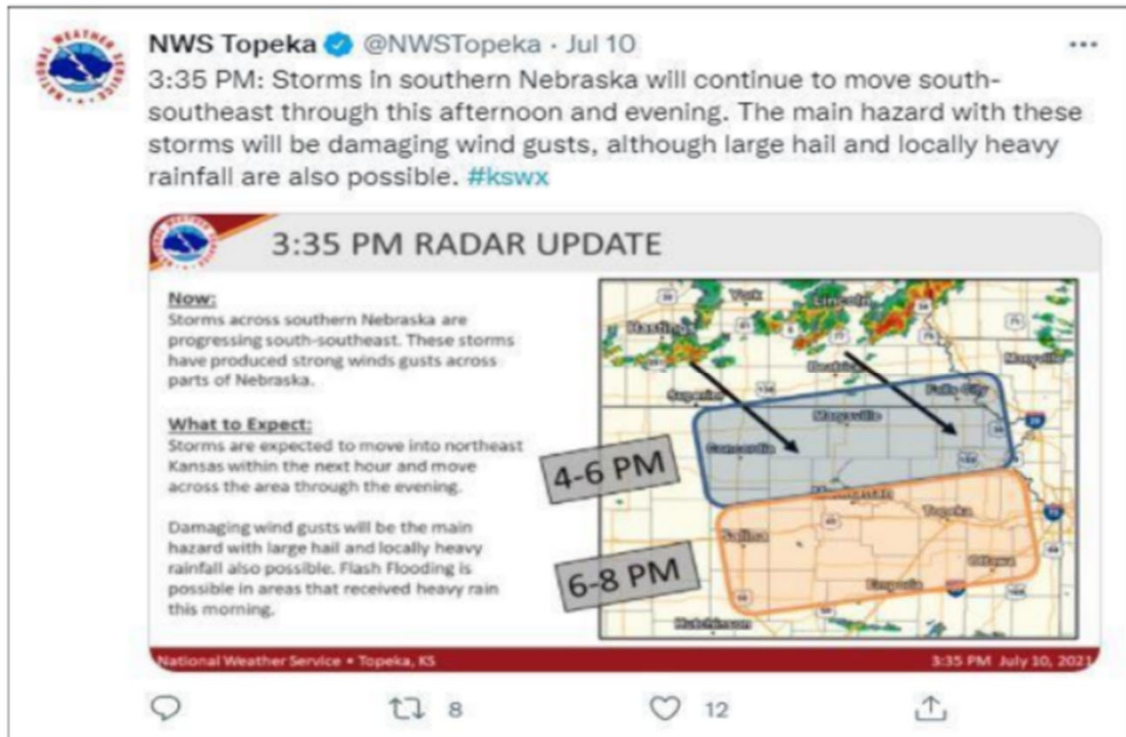 NWS Topeka @NWSTopeka · Jul 10
3:35 PM: Storms in southern Nebraska will continue to move south-
southeast through this afternoon and evening. The main hazard with these
storms will be damaging wind gusts, although large hail and locally heavy
rainfall are also possible. #kswx
NATIONAL WEATHER SERVICE
3:35 PM RADAR UPDATE
Now:
Storms across southern Nebraska are
progressing south-southeast. These storms
have produced strong winds gusts across
parts of Nebraska.
What to Expect:
Storms are expected to move into northeast
Kansas within the next hour and move
across the area through the evening.
Damaging wind gusts will be the main
hazard with large hail and locally heavy
rainfall also possible. Flash Flooding is
possible in areas that received heavy rain
this morning.
York
Lincoln
Hastings
Beatrice
Maryville
Superior
Falls City
Marysville
Concordia
4-6 PM
Manhattan
Topeka
Salina
6-8 PM
Ottawa
Emporia
Hutchinson
National Weather Service • Topeka, KS
3:35 PM July 10, 2021
8
12